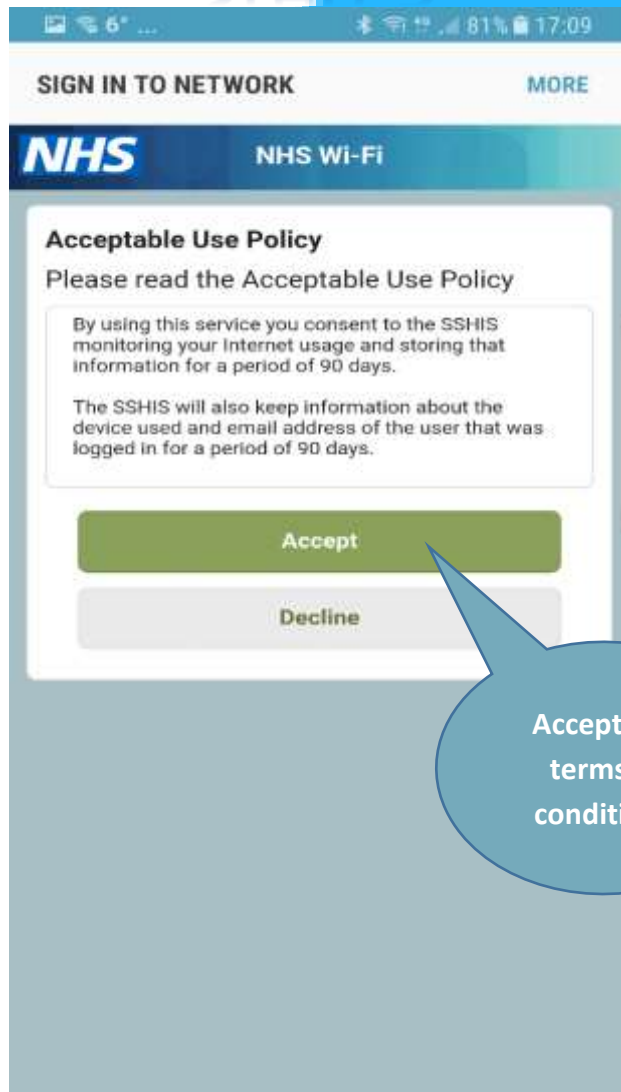 6° ... 81% 17:09
SIGN IN TO NETWORK MORE
NHS NHS Wi-Fi
Acceptable Use Policy
Please read the Acceptable Use Policy
By using this service you consent to the SSHIS
monitoring your Internet usage and storing that
information for a period of 90 days.
The SSHIS will also keep information about the
device used and email address of the user that was
logged in for a period of 90 days.
Accept
Decline
Accept
terms
conditi